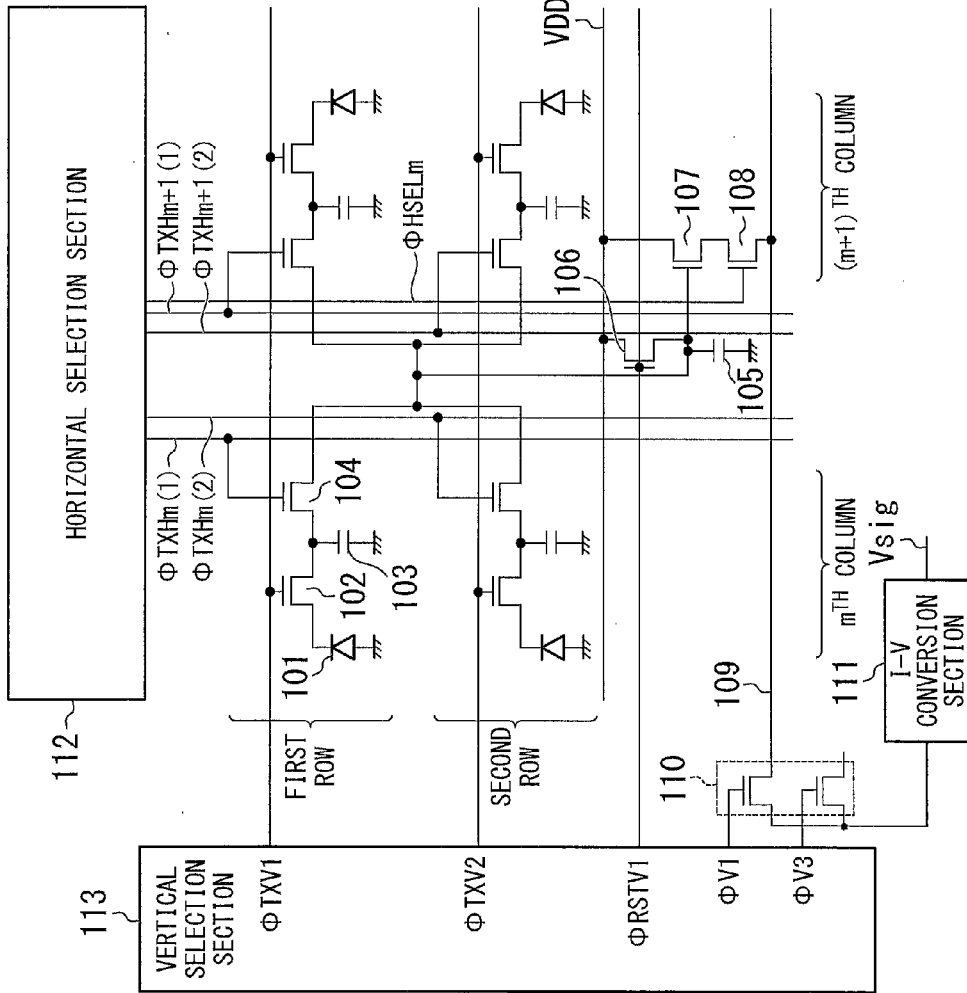 HORIZONTAL SELECTION SECTION
112
ΦTXHm(1)
ΦTXHm(2)
ΦTXHm+1(1)
ΦTXHm+1(2)
ΦHSELm
VDD
113
VERTICAL
SELECTION
SECTION
ΦTXV1
ΦTXV2
ΦRSTV1
ΦV1
ΦV3
FIRST
ROW
SECOND
ROW
101
102
103
104
105
106
107
108
109
110
111
I-V
CONVERSION
SECTION
Vsig
mTH COLUMN
(m+1)TH COLUMN